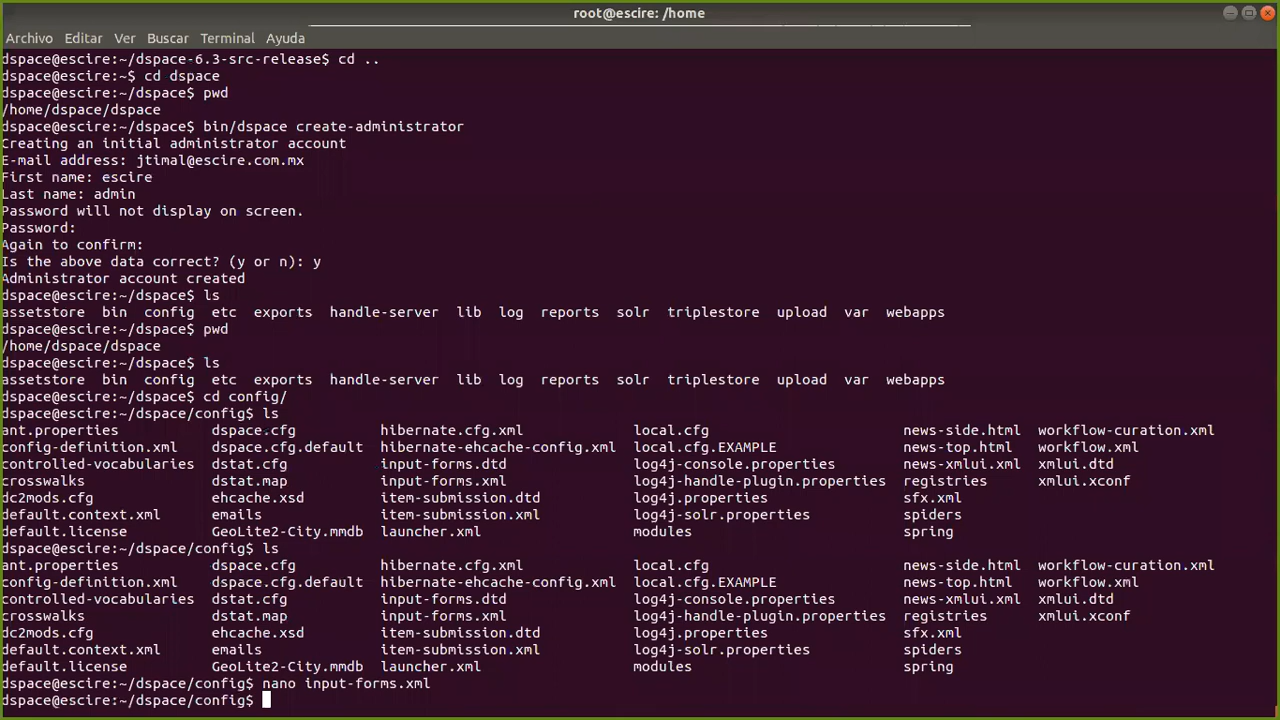 root@escire: /home
Archivo Editar Ver Buscar Terminal Ayuda
dspace@escire:~/dspace-6.3-src-release$ cd ..
dspace@escire:~$ cd dspace
dspace@escire:~/dspace$ pwd
/home/dspace/dspace
dspace@escire:~/dspace$ bin/dspace create-administrator
Creating an initial administrator account
E-mail address: jtimal@escire.com.mx
First name: escire
Last name: admin
Password will not display on screen.
Password:
Again to confirm:
Is the above data correct? (y or n): y
Administrator account created
dspace@escire:~/dspace$ ls
assetstore bin config etc exports handle-server lib log reports solr triplestore upload var webapps
dspace@escire:~/dspace$ pwd
/home/dspace/dspace
dspace@escire:~/dspace$ ls
assetstore bin config etc exports handle-server lib log reports solr triplestore upload var webapps
dspace@escire:~/dspace$ cd config/
dspace@escire:~/dspace/config$ ls
ant.properties dspace.cfg hibernate.cfg.xml local.cfg news-side.html workflow-curation.xml
config-definition.xml dspace.cfg.default hibernate-ehcache-config.xml local.cfg.EXAMPLE news-top.html workflow.xml
controlled-vocabularies dstat.cfg input-forms.dtd log4j-console.properties news-xmlui.xml xmlui.dtd
crosswalks dstat.map input-forms.xml log4j-handle-plugin.properties registries xmlui.xconf
dc2mods.cfg ehcache.xsd item-submission.dtd log4j.properties sfx.xml
default.context.xml emails item-submission.xml log4j-solr.properties spiders
default.license GeoLite2-City.mmdb launcher.xml modules spring
dspace@escire:~/dspace/config$ ls
ant.properties dspace.cfg hibernate.cfg.xml local.cfg news-side.html workflow-curation.xml
config-definition.xml dspace.cfg.default hibernate-ehcache-config.xml local.cfg.EXAMPLE news-top.html workflow.xml
controlled-vocabularies dstat.cfg input-forms.dtd log4j-console.properties news-xmlui.xml xmlui.dtd
crosswalks dstat.map input-forms.xml log4j-handle-plugin.properties registries xmlui.xconf
dc2mods.cfg ehcache.xsd item-submission.dtd log4j.properties sfx.xml
default.context.xml emails item-submission.xml log4j-solr.properties spiders
default.license GeoLite2-City.mmdb launcher.xml modules spring
dspace@escire:~/dspace/config$ nano input-forms.xml
dspace@escire:~/dspace/config$